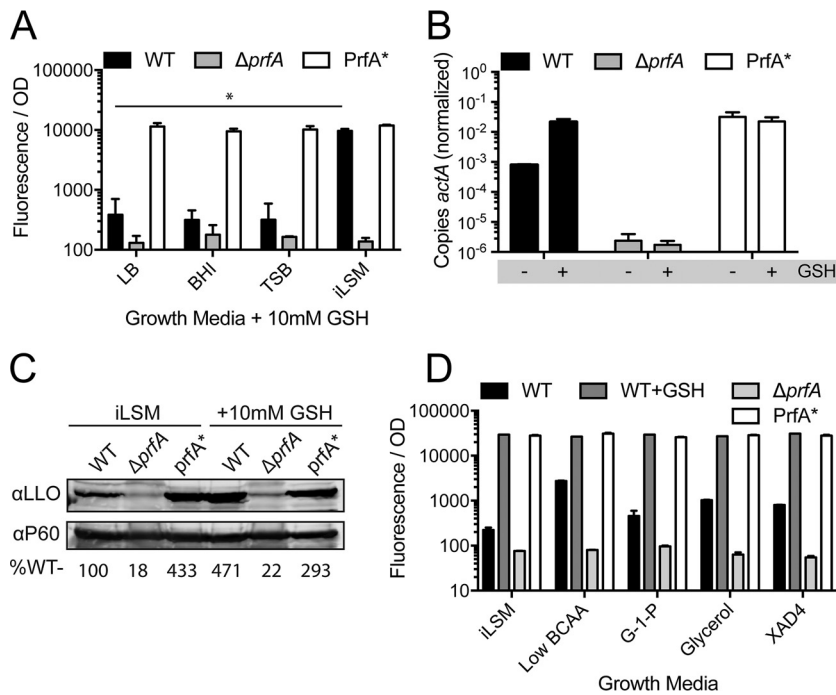 A
WT ΔprfA PrfA*
Fluorescence / OD
100000
10000
1000
100
*
LB BHI TSB iLSM
Growth Media + 10mM GSH
B
WT ΔprfA PrfA*
Copies actA (normalized)
10⁰
10⁻¹
10⁻²
10⁻³
10⁻⁴
10⁻⁵
10⁻⁶
- + - + - + GSH
C
iLSM +10mM GSH
WT ΔprfA prfA* WT ΔprfA prfA*
αLLO
αP60
%WT- 100 18 433 471 22 293
D
WT WT+GSH ΔprfA
PrfA*
Fluorescence / OD
100000
10000
1000
100
10
iLSM Low BCAA G-1-P Glycerol XAD4
Growth Media